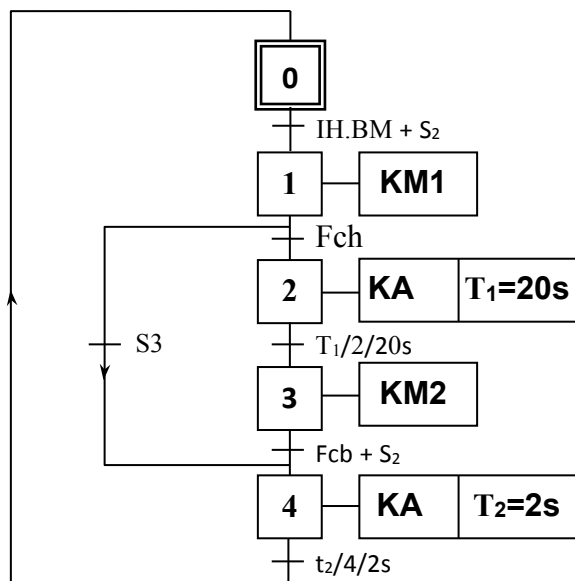 0
IH.BM + S₂
1 KM1
Fch
2 KA T₁=20s
S3 T₁/2/20s
3 KM2
Fcb + S₂
4 KA T₂=2s
t₂/4/2s